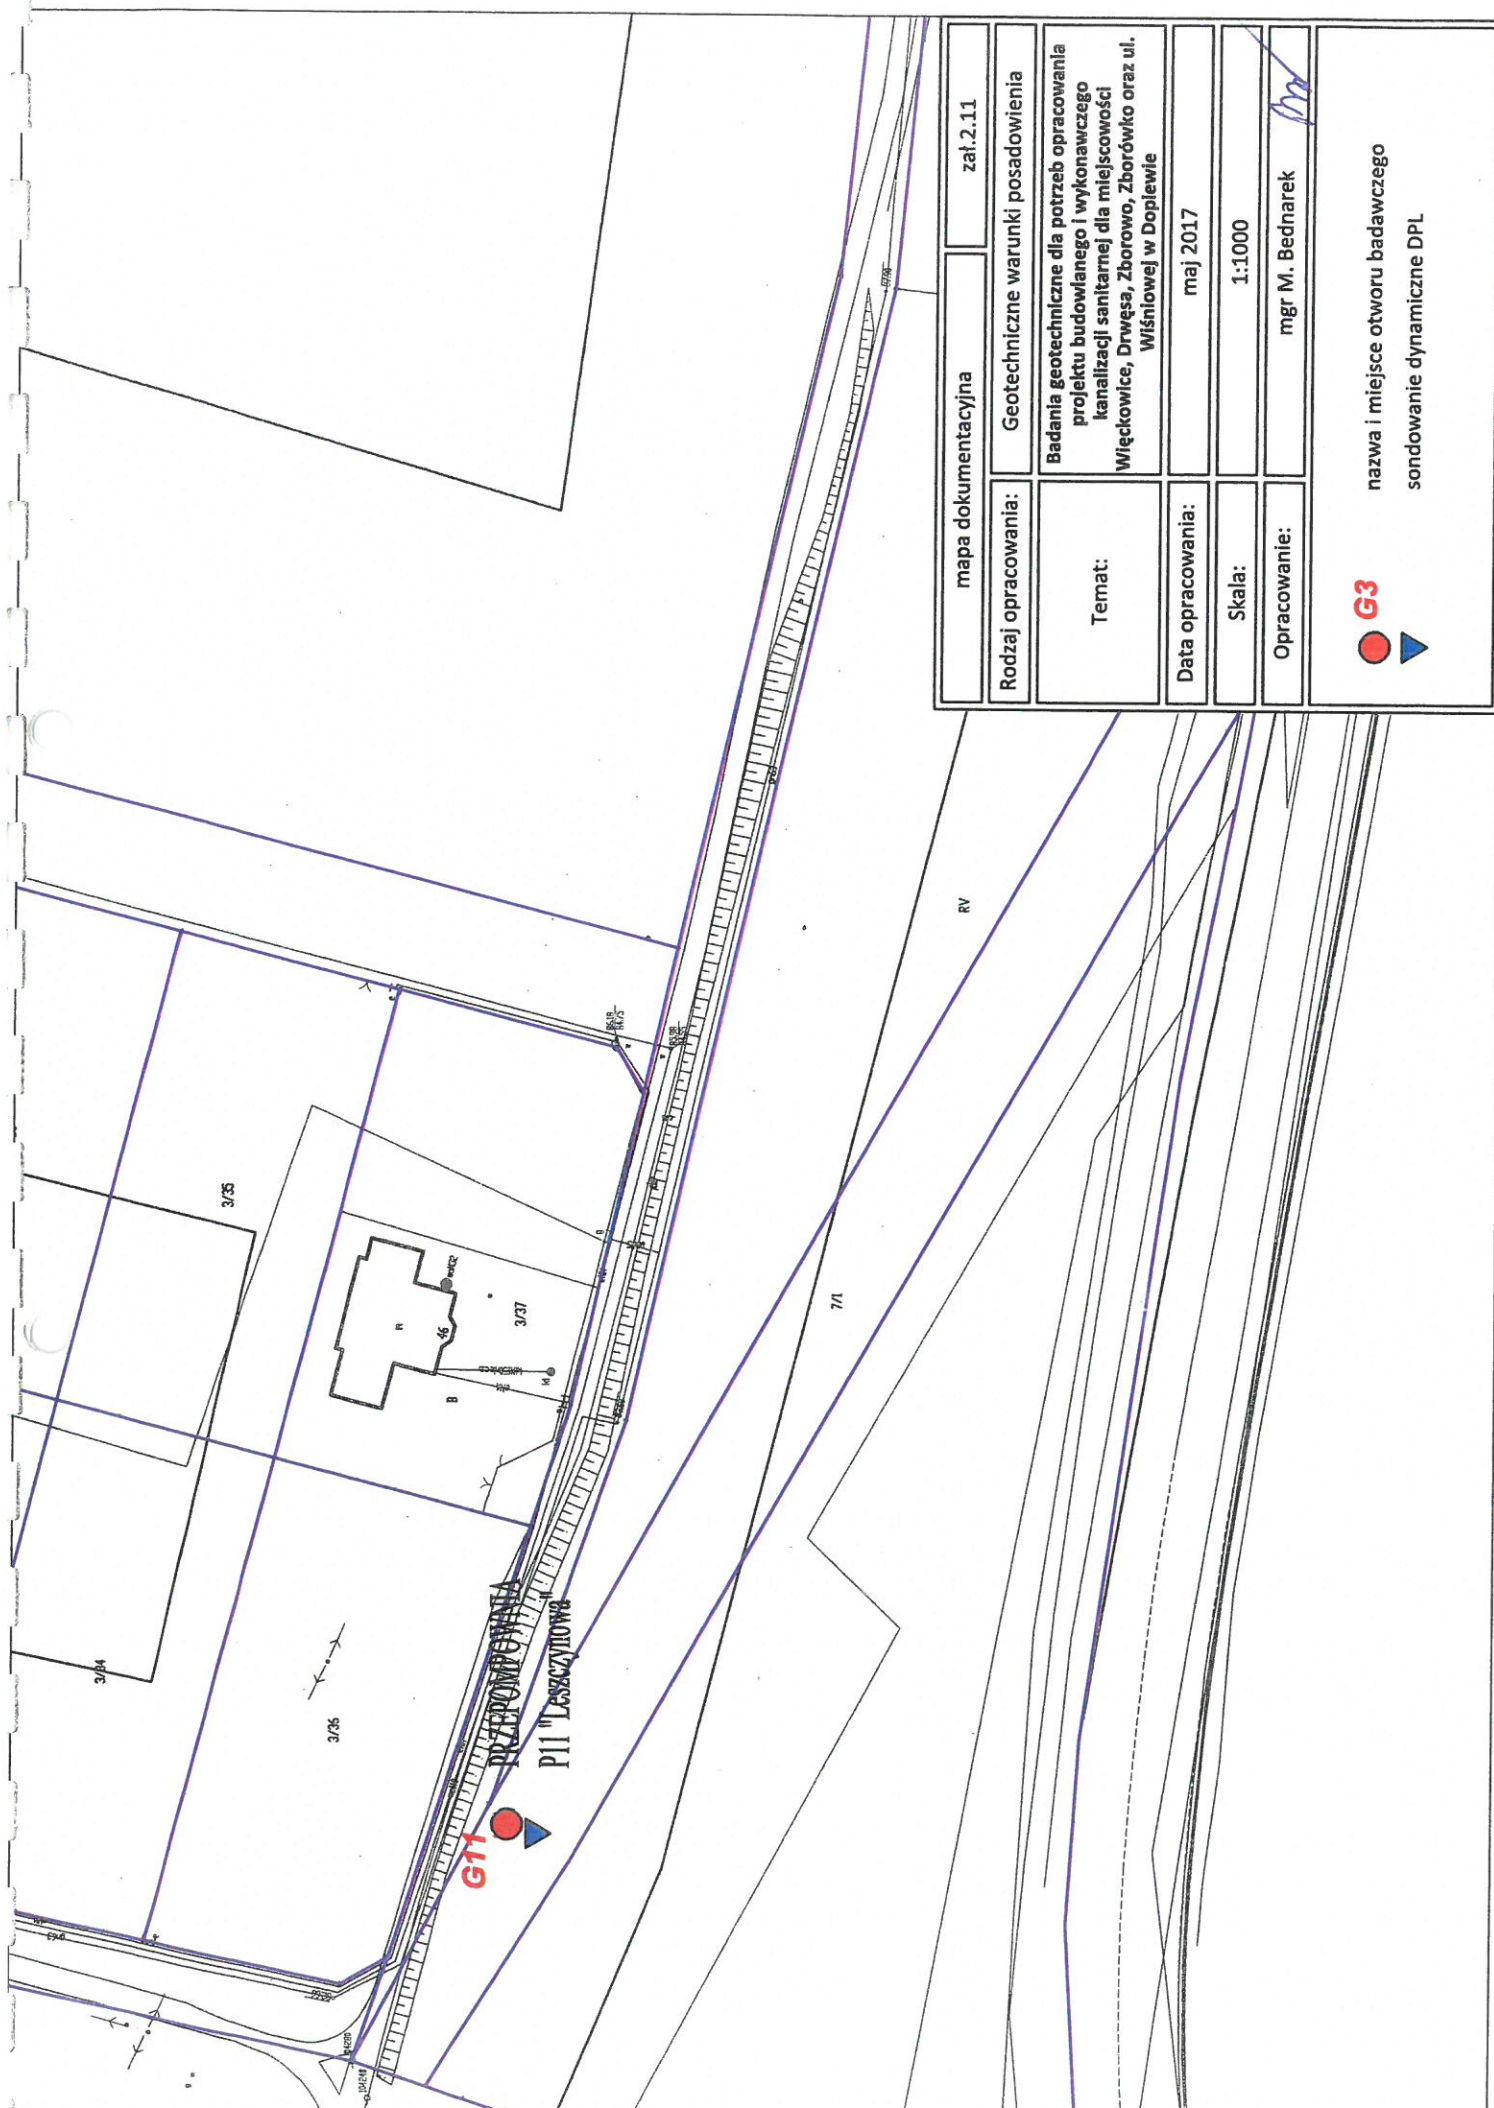 mapa dokumentacyjna
zał.2.11
Rodzaj opracowania:
Geotechniczne warunki posadowienia
Temat:
Badania geotechniczne dla potrzeb opracowania
projektu budowlanego i wykonawczego
kanalizacji sanitarnej dla miejscowości
Więckowice, Drwęsa, Zborowo, Zborówko oraz ul.
Wiśniowej w Dopiewie
Data opracowania:
maj 2017
Skala:
1:1000
Opracowanie:
mgr M. Bednarek
G3
nazwa i miejsce otworu badawczego
sondowanie dynamiczne DPL
G11
PRZEPOMPOWNIA
P11 "Leszczynowa"
3/34
3/35
3/36
3/37
46
B
7/1
RV